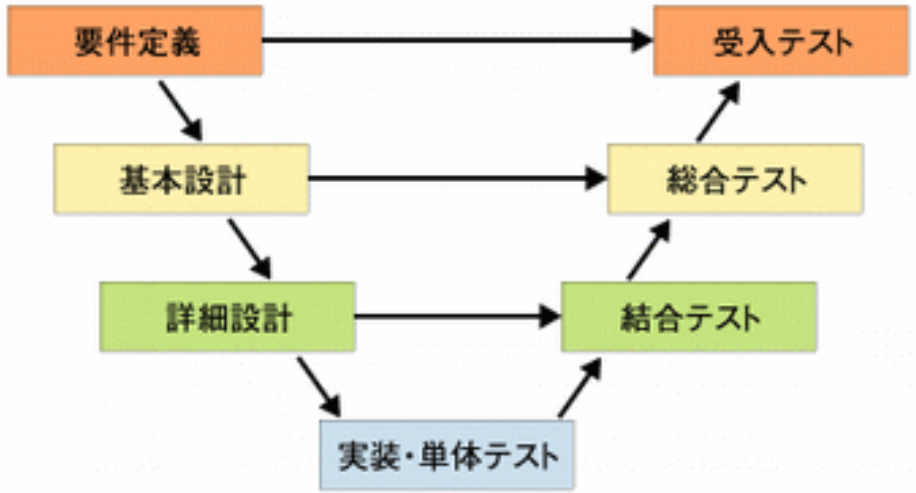 要件定義
受入テスト
基本設計
総合テスト
詳細設計
結合テスト
実装・単体テスト